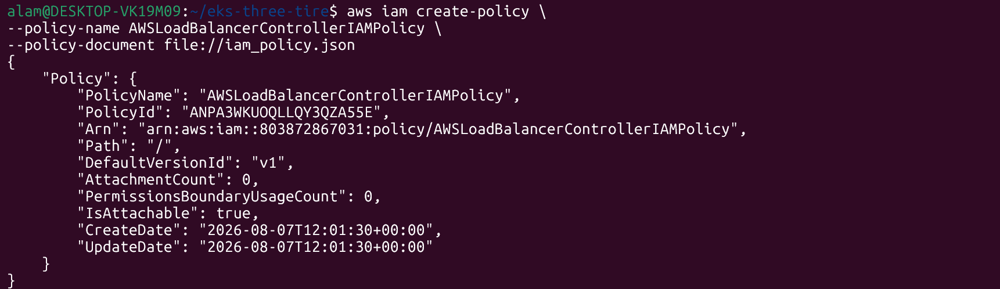 alam@DESKTOP-VK19M09:~/eks-three-tire$ aws iam create-policy \
--policy-name AWSLoadBalancerControllerIAMPolicy \
--policy-document file://iam_policy.json
{
    "Policy": {
        "PolicyName": "AWSLoadBalancerControllerIAMPolicy",
        "PolicyId": "ANPA3WKUOQLLQY3QZA55E",
        "Arn": "arn:aws:iam::803872867031:policy/AWSLoadBalancerControllerIAMPolicy",
        "Path": "/",
        "DefaultVersionId": "v1",
        "AttachmentCount": 0,
        "PermissionsBoundaryUsageCount": 0,
        "IsAttachable": true,
        "CreateDate": "2026-08-07T12:01:30+00:00",
        "UpdateDate": "2026-08-07T12:01:30+00:00"
    }
}